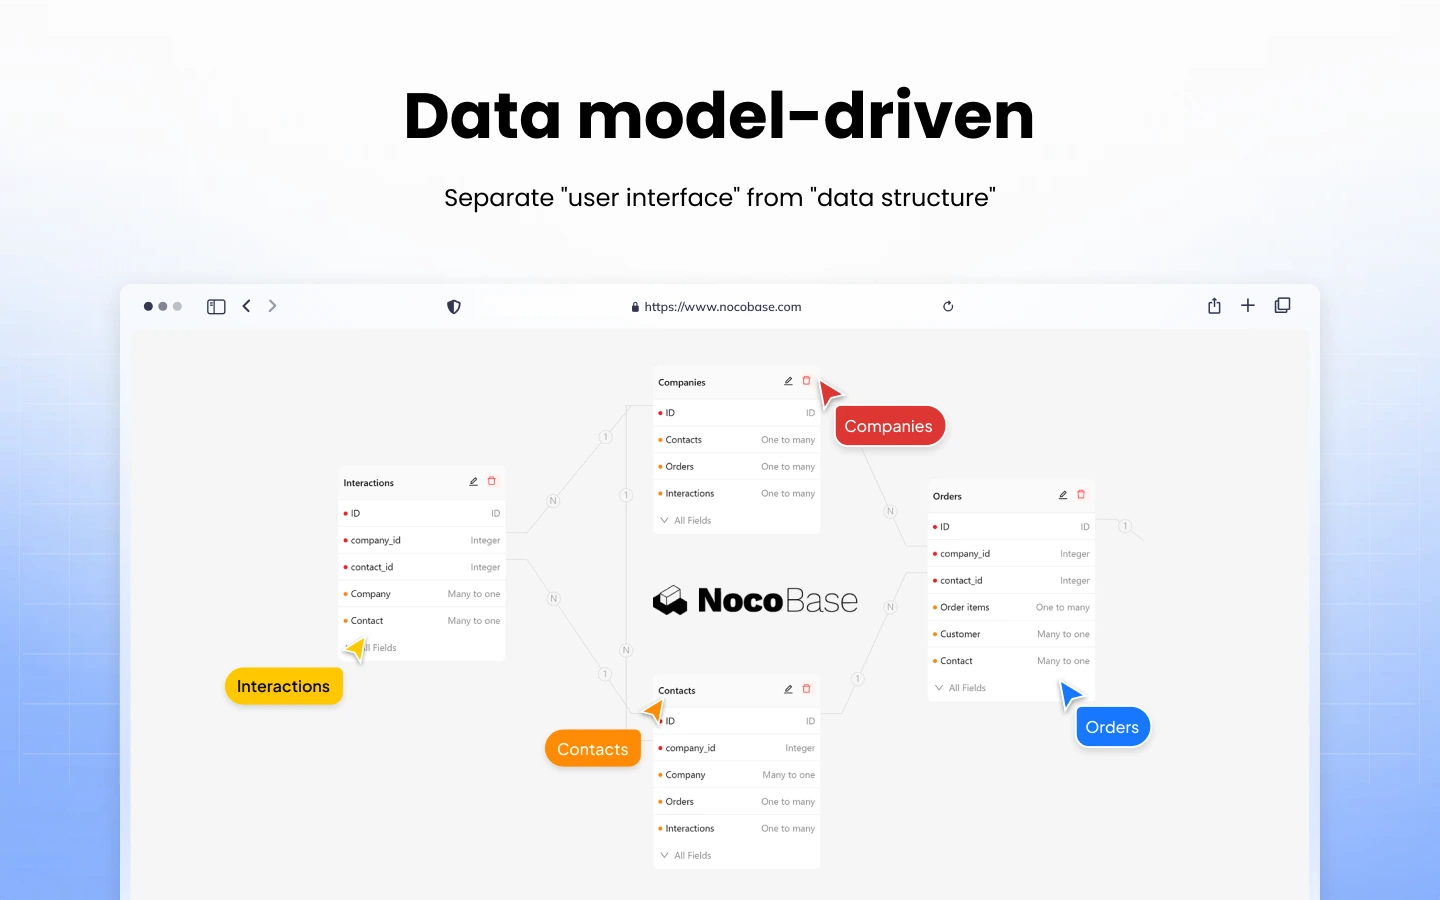 Data model-driven
Separate "user interface" from "data structure"
https://www.nocobase.com
Companies
ID ID
Contacts One to many
Orders One to many
Interactions One to many
All Fields
Companies
Interactions
ID ID
company_id Integer
contact_id Integer
Company Many to one
Contact Many to one
Fields
Interactions
Orders
ID ID
company_id Integer
contact_id Integer
Order items One to many
Customer Many to one
Contact Many to one
All Fields
Orders
NocoBase
Contacts
ID ID
company_id Integer
Company Many to one
Orders One to many
Interactions One to many
All Fields
Contacts
1
N
1
N
1
N
N
1
N
1
1